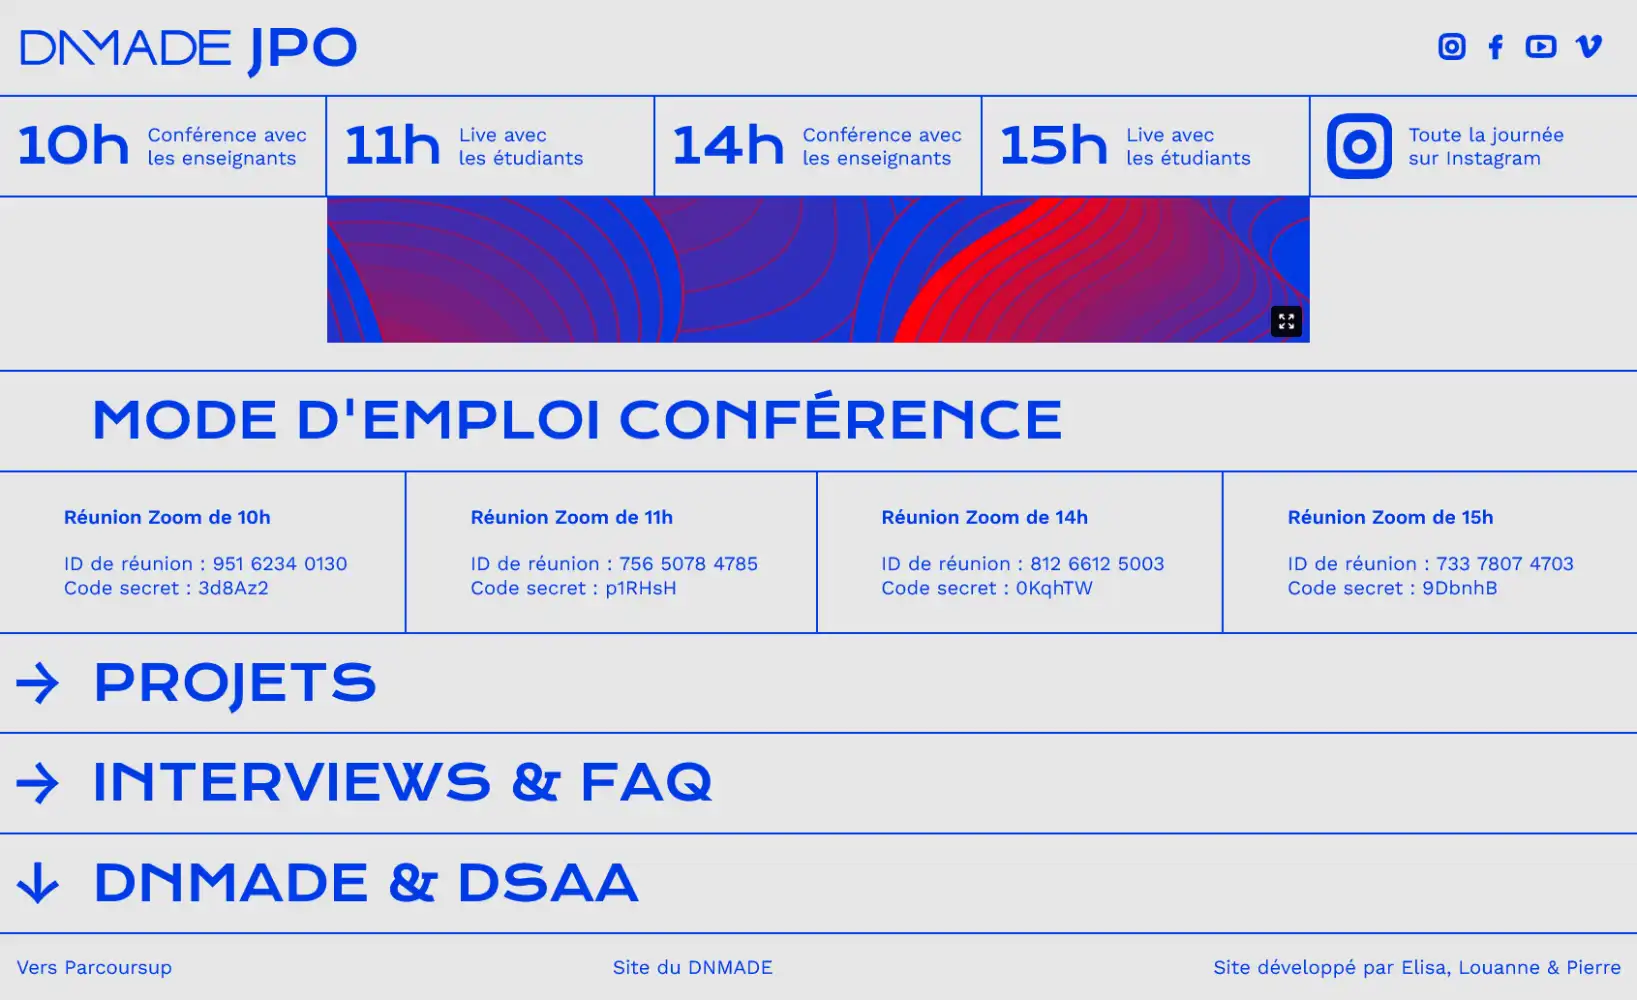 DNMADE JPO
10h Conférence avec
les enseignants
11h Live avec
les étudiants
14h Conférence avec
les enseignants
15h Live avec
les étudiants
Toute la journée
sur Instagram
MODE D'EMPLOI CONFÉRENCE
Réunion Zoom de 10h
ID de réunion : 951 6234 0130
Code secret : 3d8Az2
Réunion Zoom de 11h
ID de réunion : 756 5078 4785
Code secret : p1RHsH
Réunion Zoom de 14h
ID de réunion : 812 6612 5003
Code secret : 0KqhTW
Réunion Zoom de 15h
ID de réunion : 733 7807 4703
Code secret : 9DbnhB
→ PROJETS
→ INTERVIEWS & FAQ
↓ DNMADE & DSAA
Vers Parcoursup
Site du DNMADE
Site développé par Elisa, Louanne & Pierre